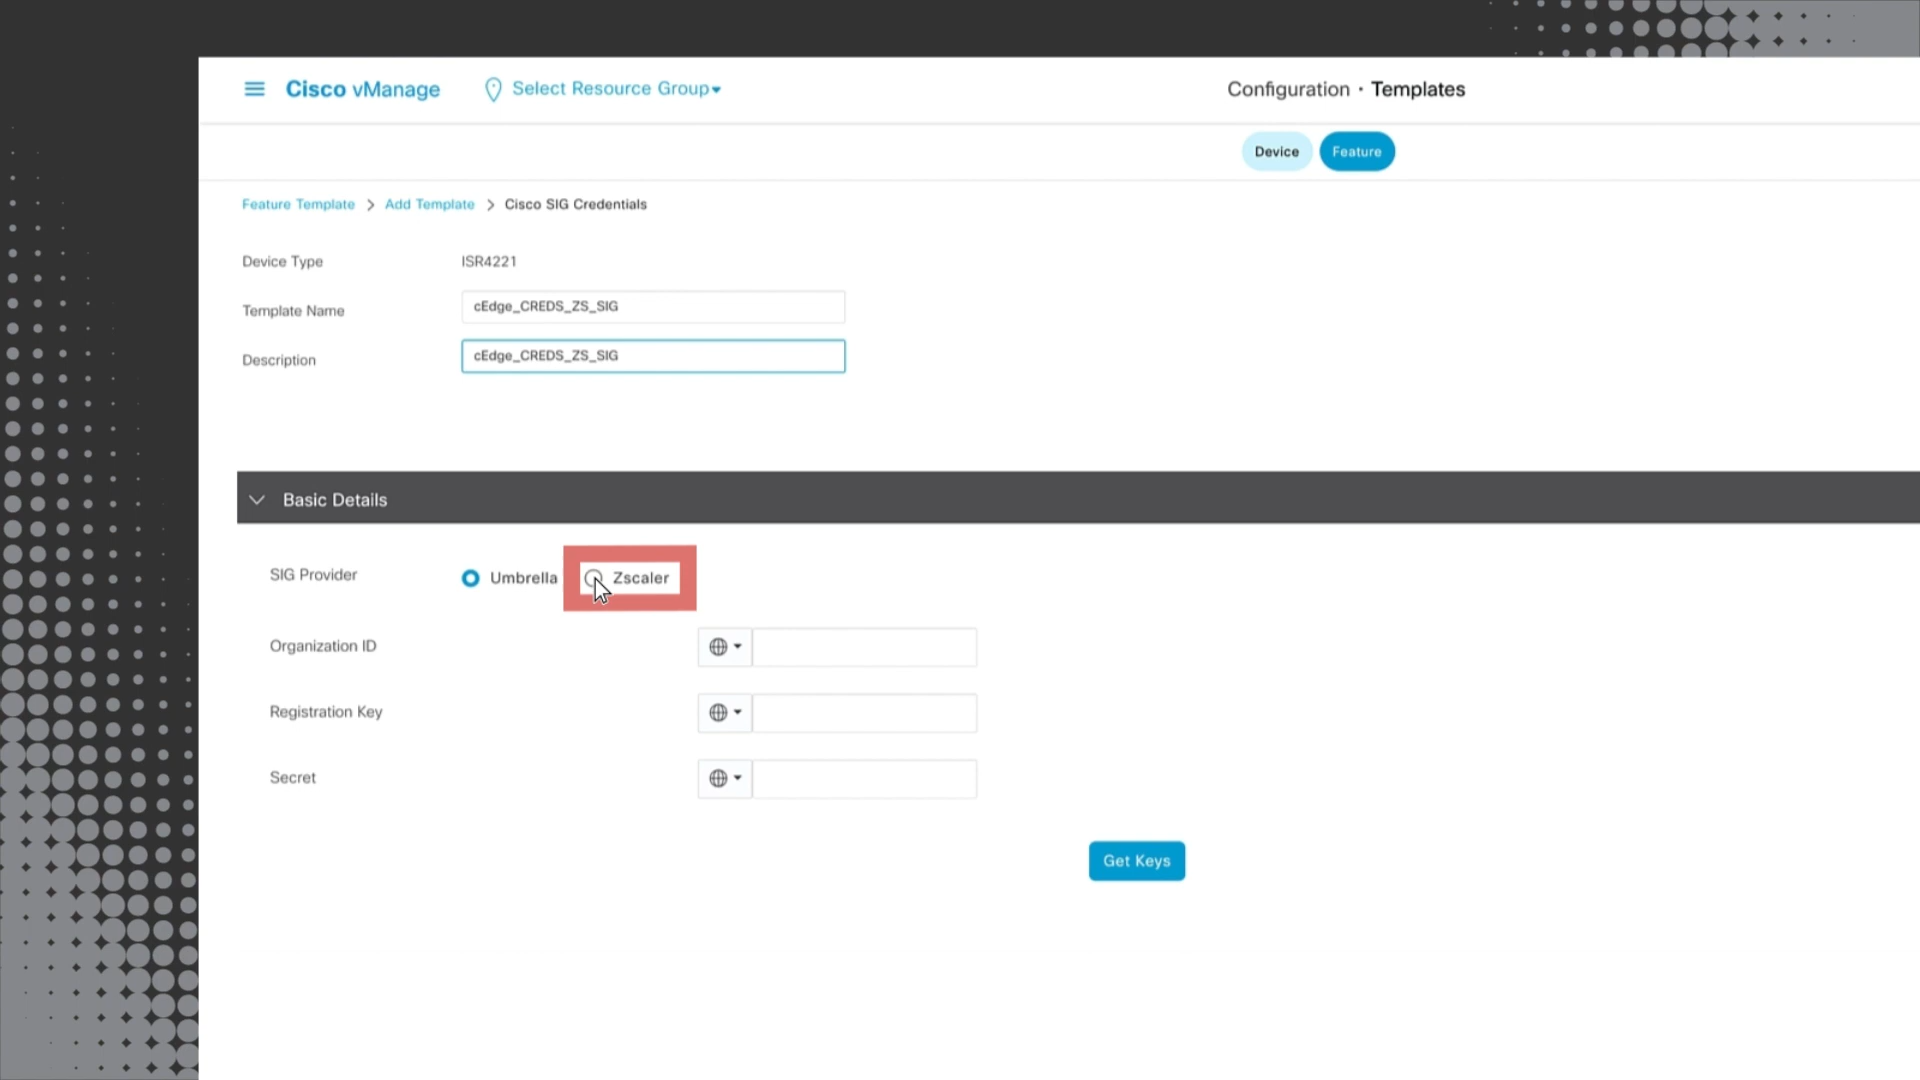 Cisco vManage
Select Resource Group
Configuration · Templates
Device
Feature
Feature Template > Add Template > Cisco SIG Credentials
Device Type
ISR4221
Template Name
cEdge_CREDS_ZS_SIG
Description
cEdge_CREDS_ZS_SIG
Basic Details
SIG Provider
Umbrella
Zscaler
Organization ID
Registration Key
Secret
Get Keys